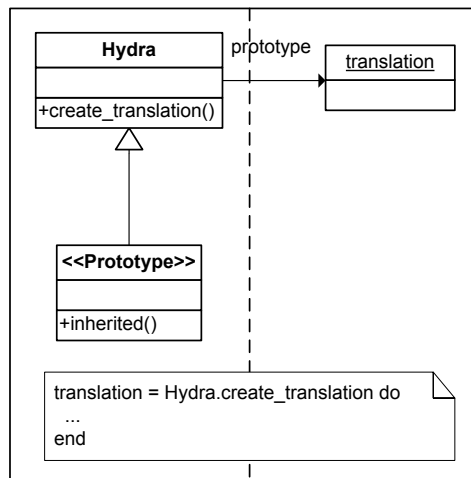 Hydra
prototype
translation
+create_translation()
<<Prototype>>
+inherited()
translation = Hydra.create_translation do
...
end